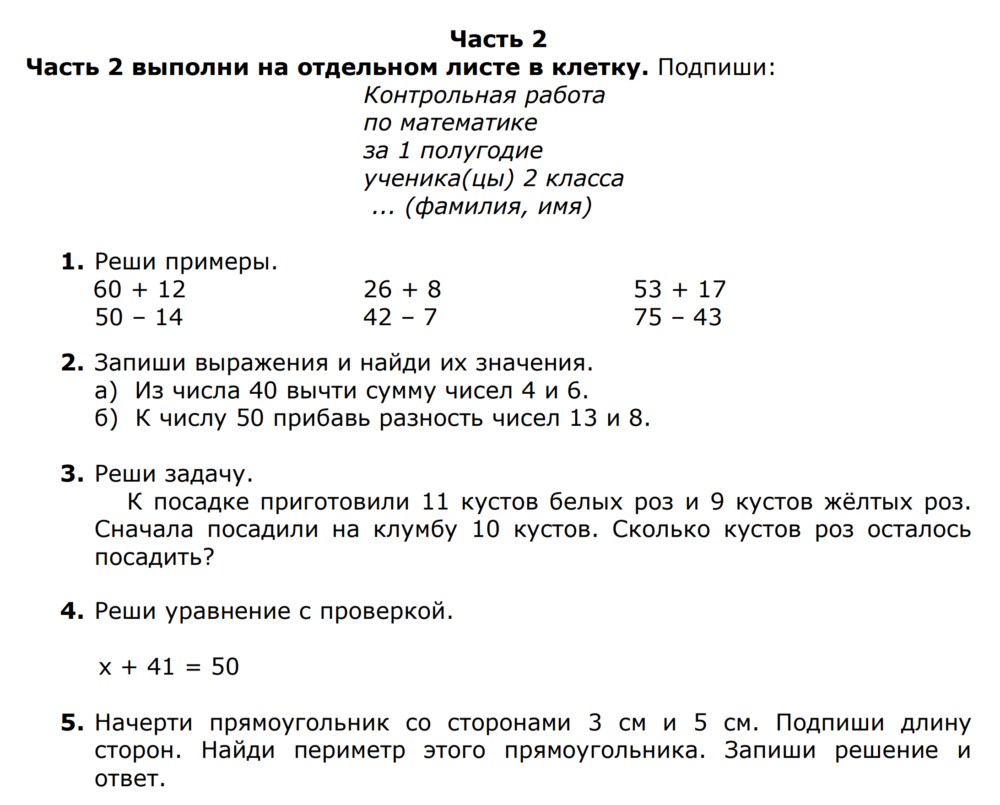 Часть 2
Часть 2 выполни на отдельном листе в клетку. Подпиши:
Контрольная работа
по математике
за 1 полугодие
ученика(цы) 2 класса
… (фамилия, имя)
1. Реши примеры.
60 + 12 26 + 8 53 + 17
50 – 14 42 – 7 75 – 43
2. Запиши выражения и найди их значения.
а) Из числа 40 вычти сумму чисел 4 и 6.
б) К числу 50 прибавь разность чисел 13 и 8.
3. Реши задачу.
К посадке приготовили 11 кустов белых роз и 9 кустов жёлтых роз.
Сначала посадили на клумбу 10 кустов. Сколько кустов роз осталось
посадить?
4. Реши уравнение с проверкой.
х + 41 = 50
5. Начерти прямоугольник со сторонами 3 см и 5 см. Подпиши длину
сторон. Найди периметр этого прямоугольника. Запиши решение и
ответ.